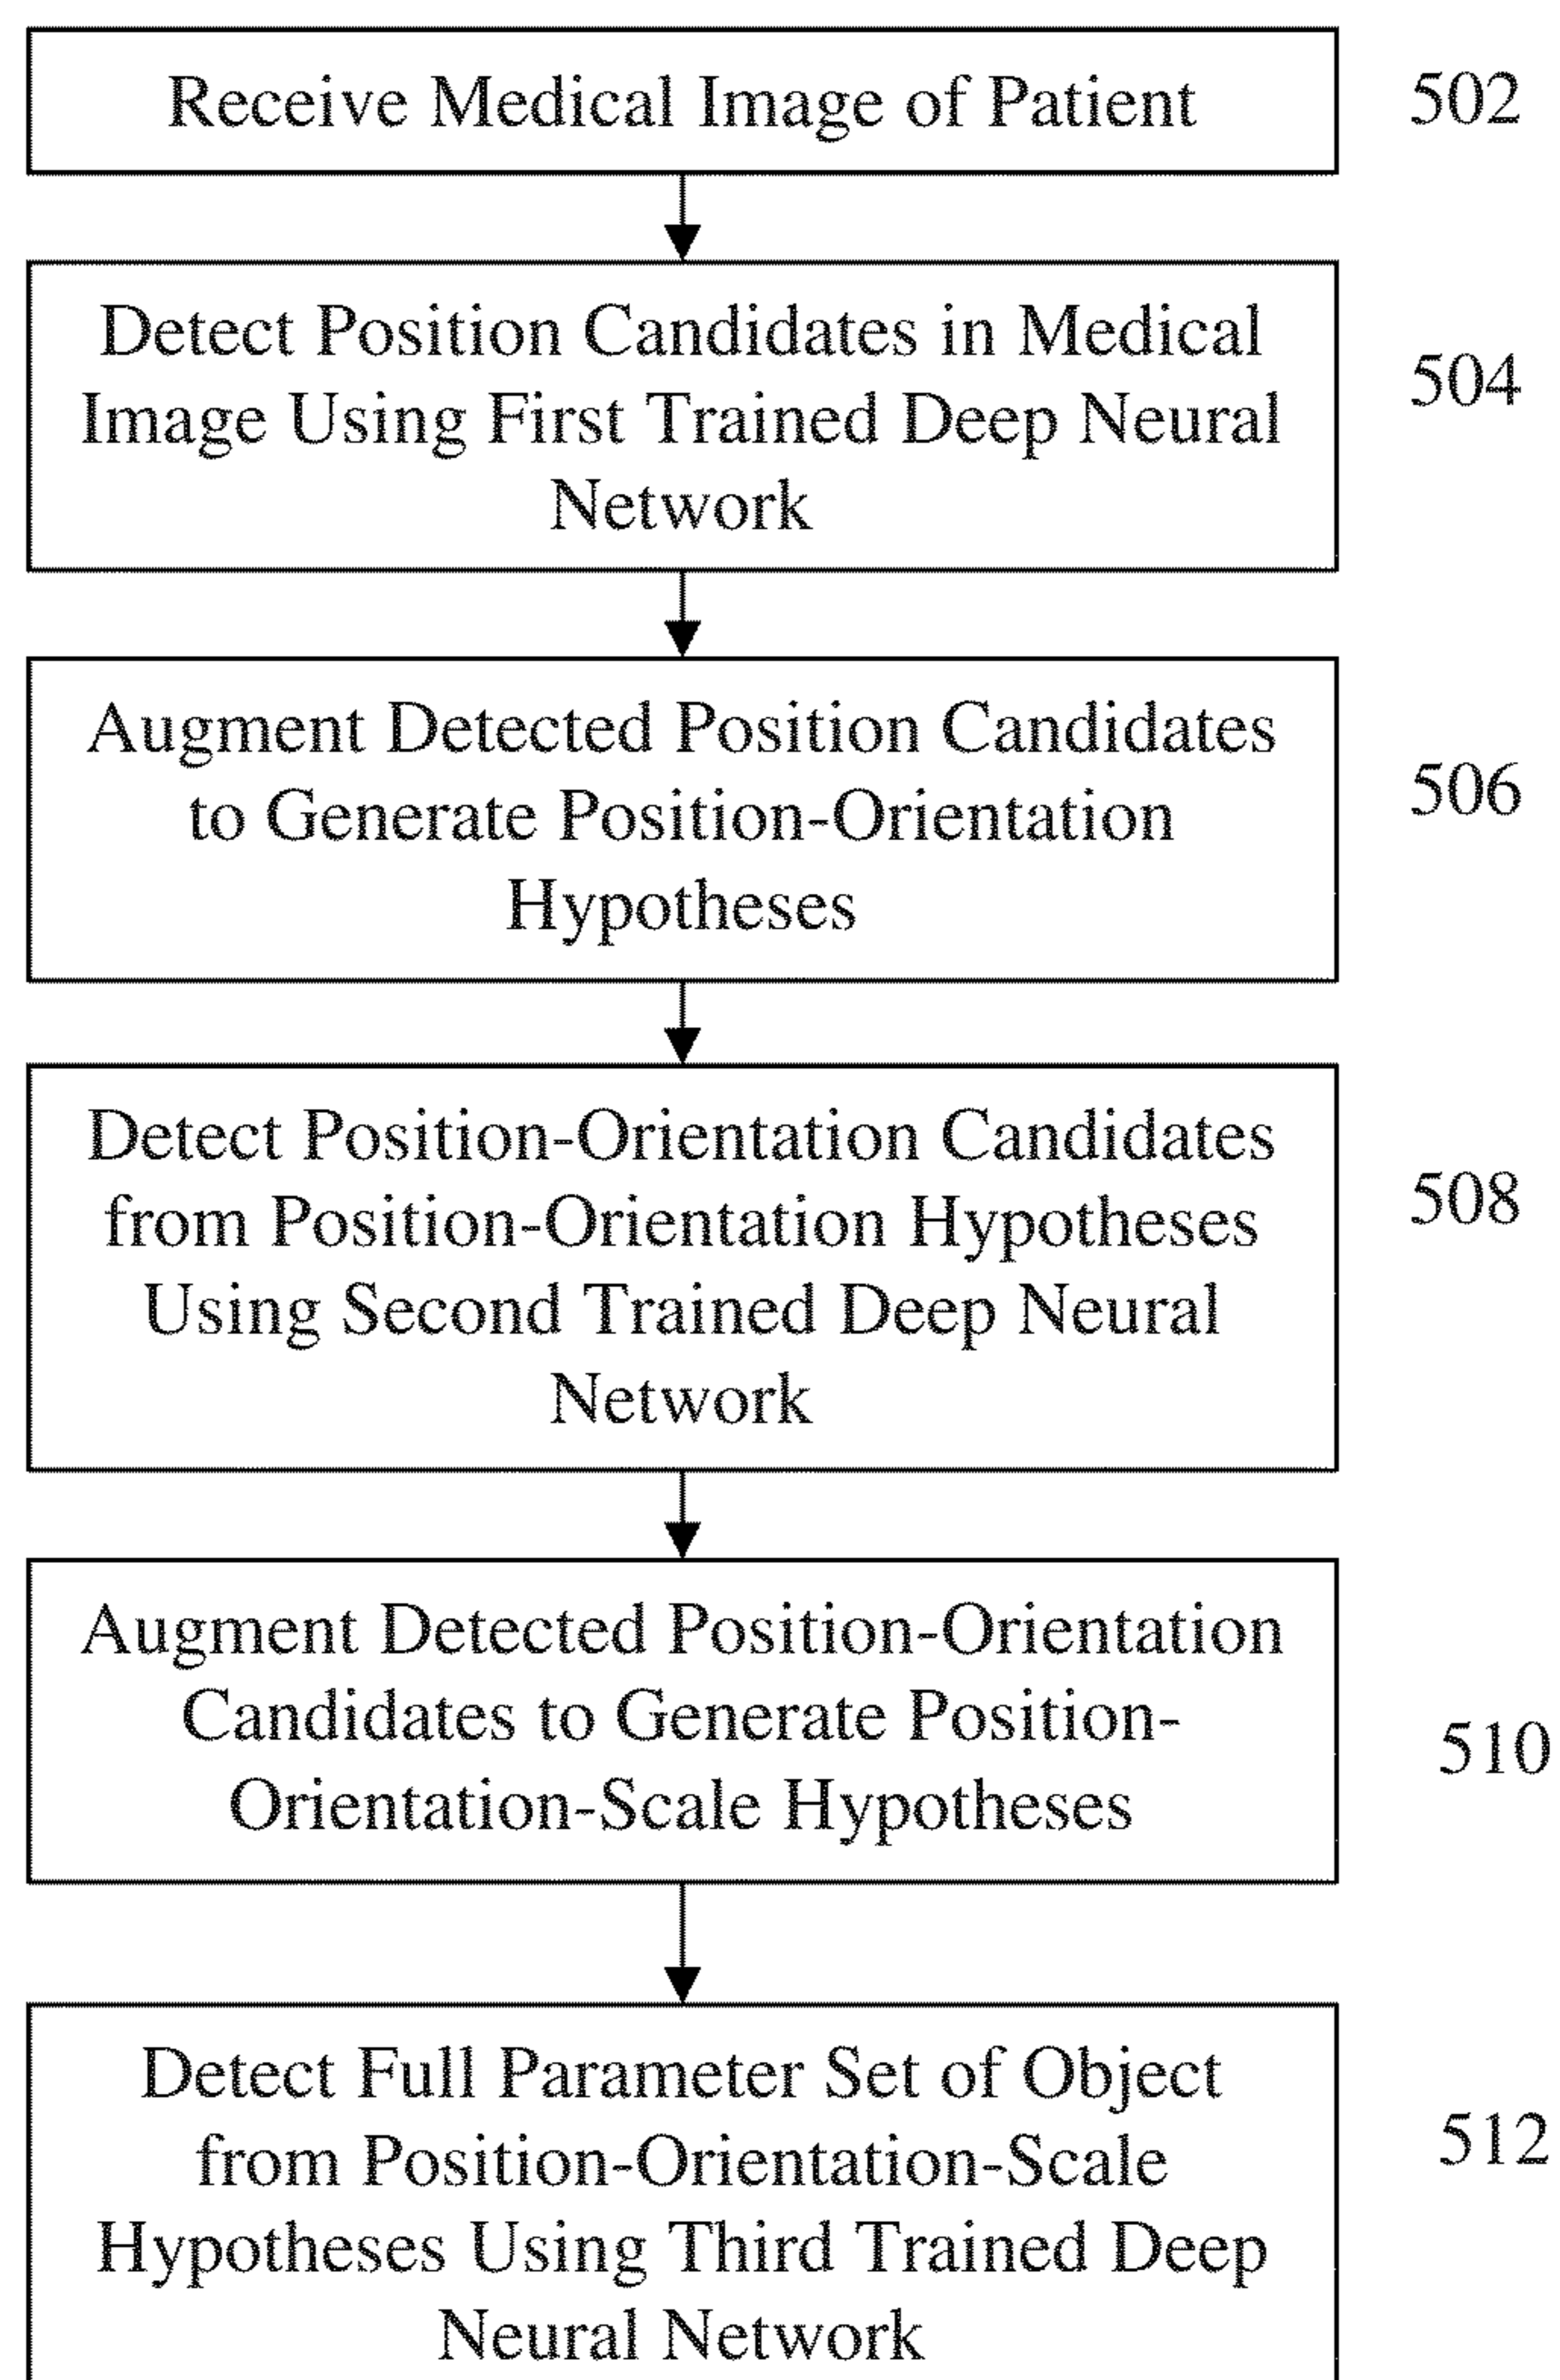 Receive Medical Image of Patient
502
Detect Position Candidates in Medical
Image Using First Trained Deep Neural
Network
504
Augment Detected Position Candidates
to Generate Position-Orientation
Hypotheses
506
Detect Position-Orientation Candidates
from Position-Orientation Hypotheses
Using Second Trained Deep Neural
Network
508
Augment Detected Position-Orientation
Candidates to Generate Position-
Orientation-Scale Hypotheses
510
Detect Full Parameter Set of Object
from Position-Orientation-Scale
Hypotheses Using Third Trained Deep
Neural Network
512